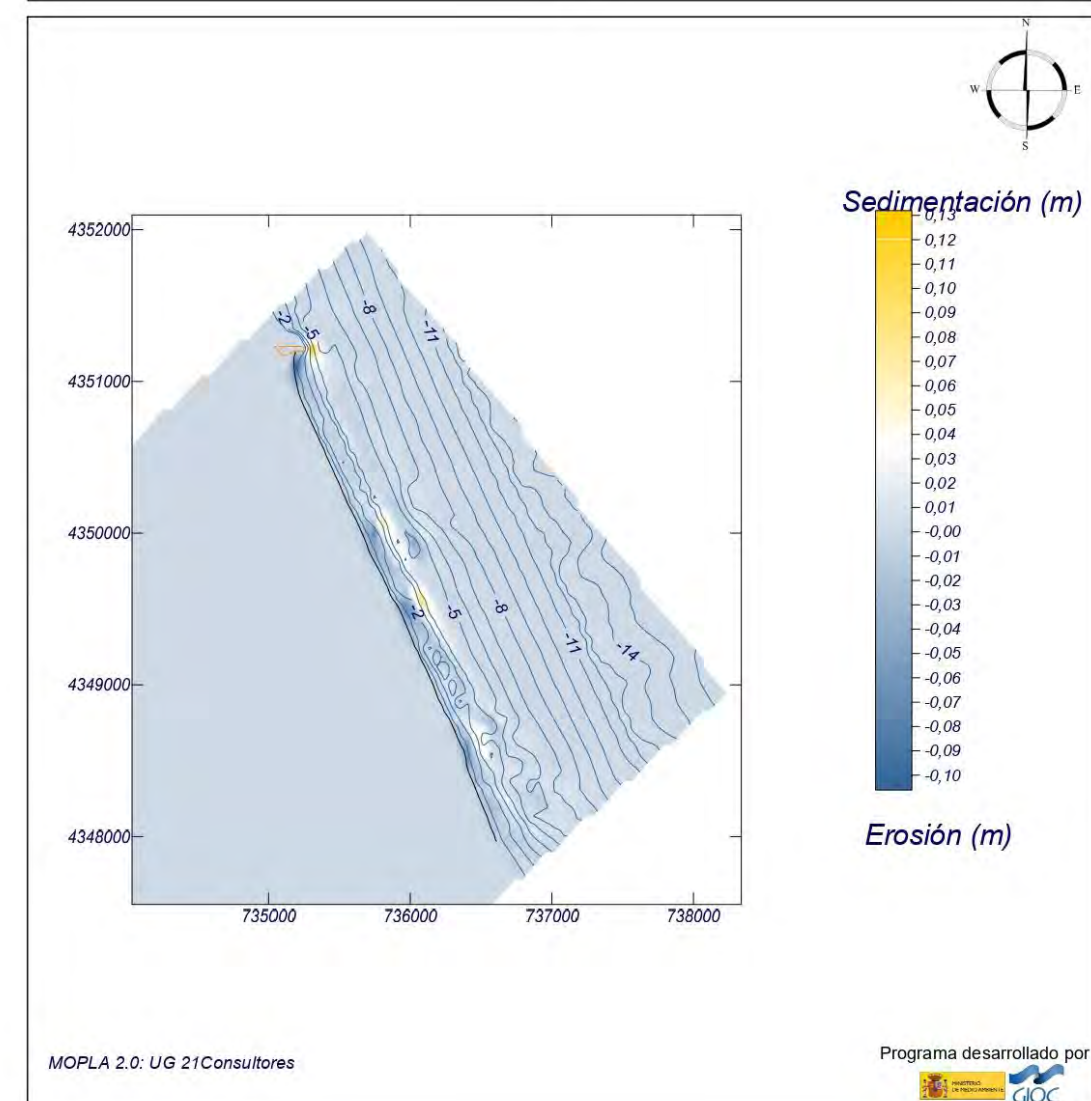 N
W E
S
Sedimentación (m)
0,13
0,12
0,11
0,10
0,09
0,08
0,07
0,06
0,05
0,04
0,03
0,02
0,01
-0,00
-0,01
-0,02
-0,03
-0,04
-0,05
-0,06
-0,07
-0,08
-0,09
-0,10
Erosión (m)
4352000
4351000
4350000
4349000
4348000
735000 736000 737000 738000
-2 -5 -8 -11
-2 -5 -8 -11 -14
MOPLA 2.0: UG 21Consultores
Programa desarrollado por
MINISTERIO
DE MEDIO AMBIENTE
GIOC